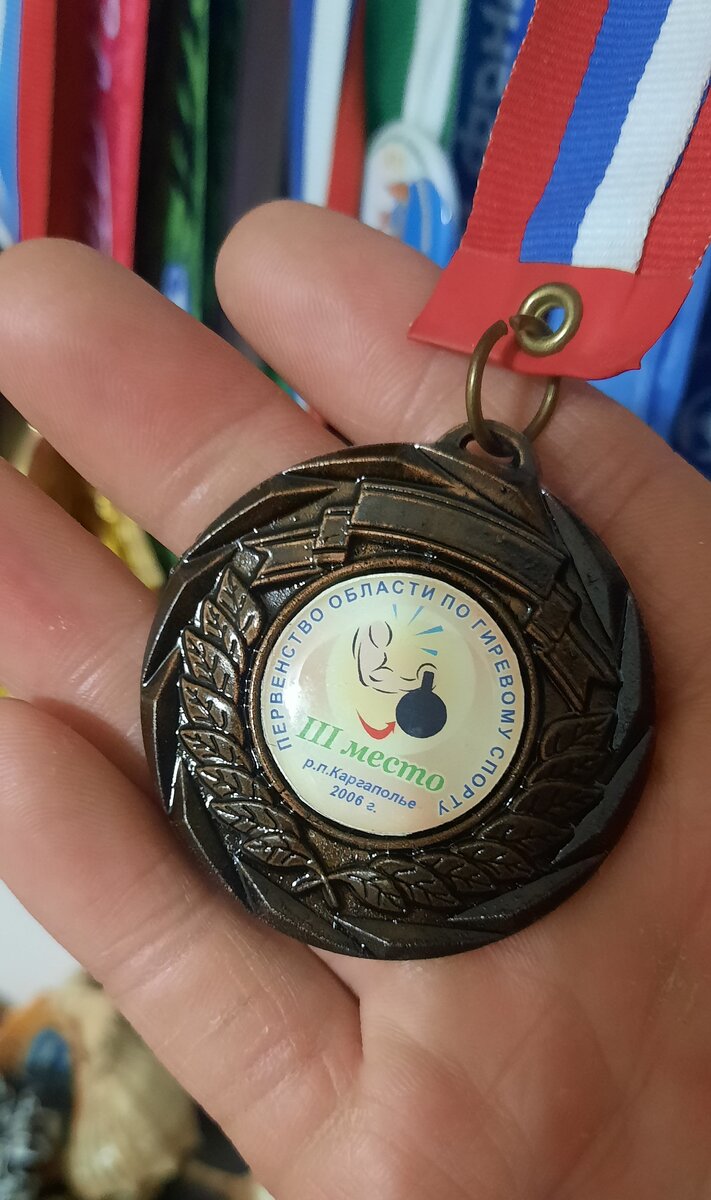 ПЕРВЕНСТВО ОБЛАСТИ ПО ГИРЕВОМУ СПОРТУ
III место
р.п.Каргаполье
2006 г.